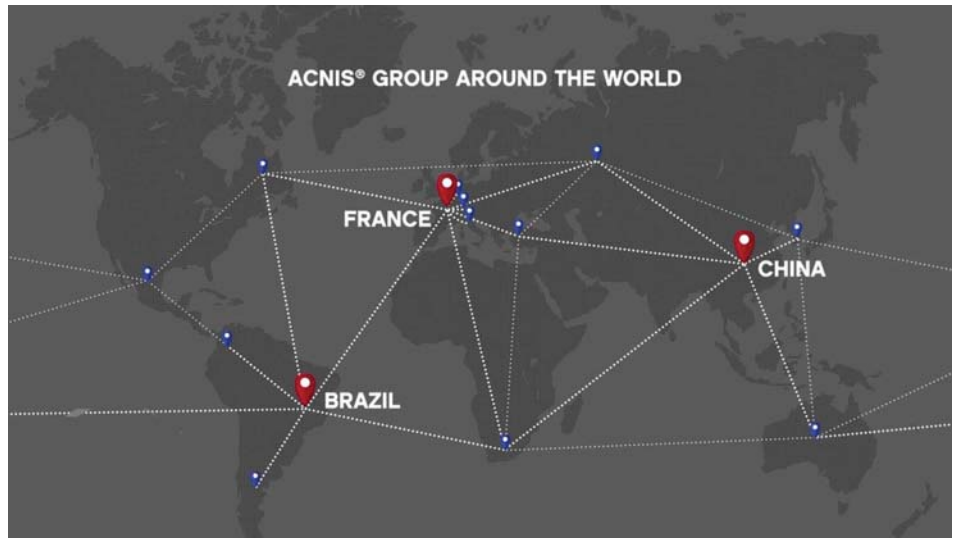 ACNIS® GROUP AROUND THE WORLD
FRANCE
CHINA
BRAZIL